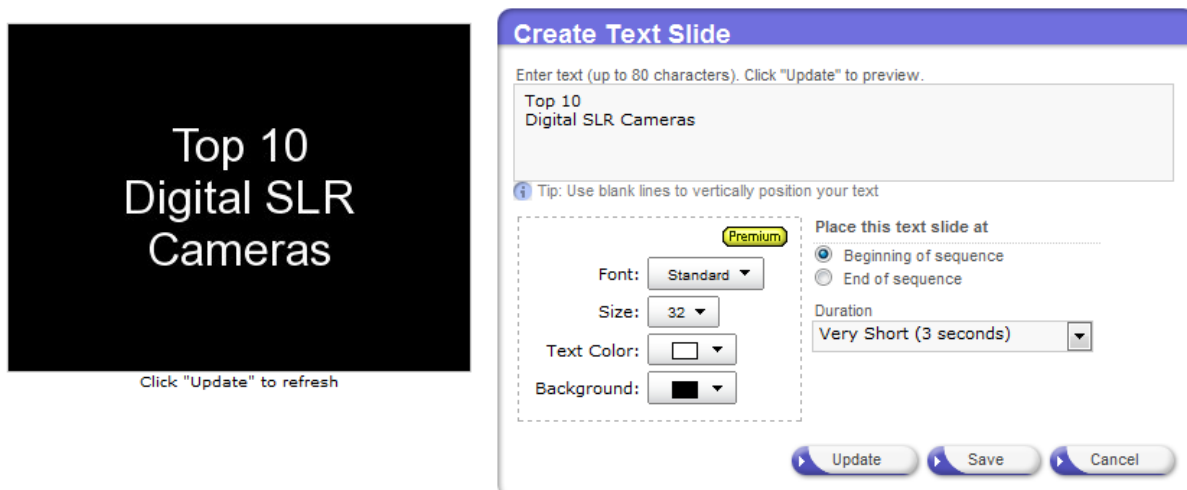 Top 10
Digital SLR
Cameras
Click "Update" to refresh
Create Text Slide
Enter text (up to 80 characters). Click "Update" to preview.
Top 10
Digital SLR Cameras
i Tip: Use blank lines to vertically position your text
Premium
Font: Standard
Size: 32
Text Color:
Background:
Place this text slide at
Beginning of sequence
End of sequence
Duration
Very Short (3 seconds)
Update Save Cancel